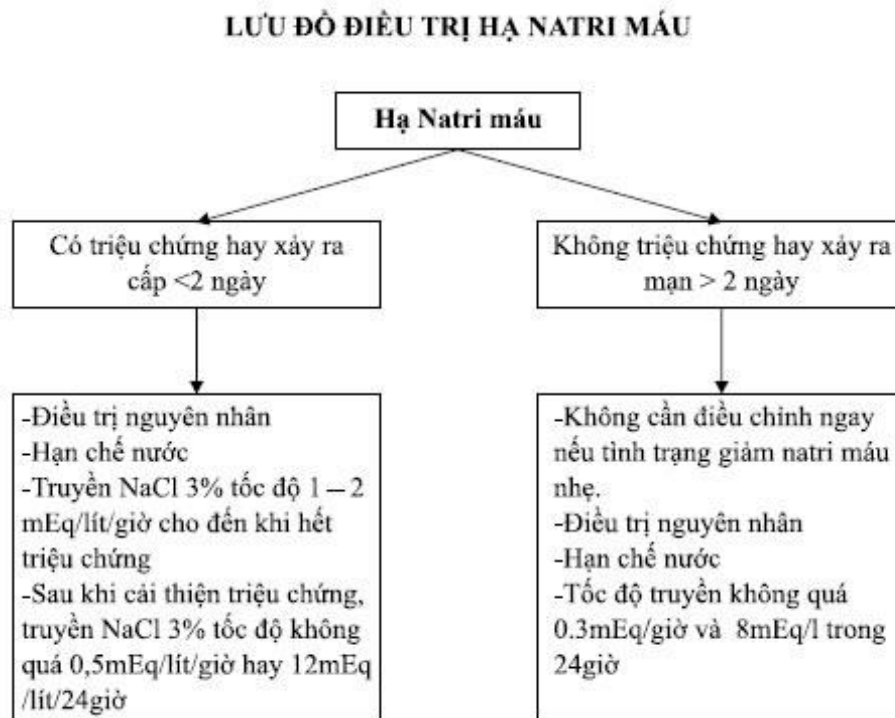 LƯU ĐỒ ĐIỀU TRỊ HẠ NATRI MÁU
Hạ Natri máu
Có triệu chứng hay xảy ra
cấp <2 ngày
Không triệu chứng hay xảy ra
mạn > 2 ngày
-Điều trị nguyên nhân
-Hạn chế nước
-Truyền NaCl 3% tốc độ 1 – 2
mEq/lít/giờ cho đến khi hết
triệu chứng
-Sau khi cải thiện triệu chứng,
truyền NaCl 3% tốc độ không
quá 0,5mEq/lít/giờ hay 12mEq
/lít/24giờ
-Không cần điều chỉnh ngay
nếu tình trạng giảm natri máu
nhẹ.
-Điều trị nguyên nhân
-Hạn chế nước
-Tốc độ truyền không quá
0.3mEq/giờ và 8mEq/l trong
24giờ